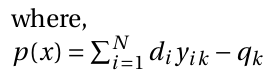 where,
p(x) = ∑_{i=1}^{N} d_i y_{ik} − q_k